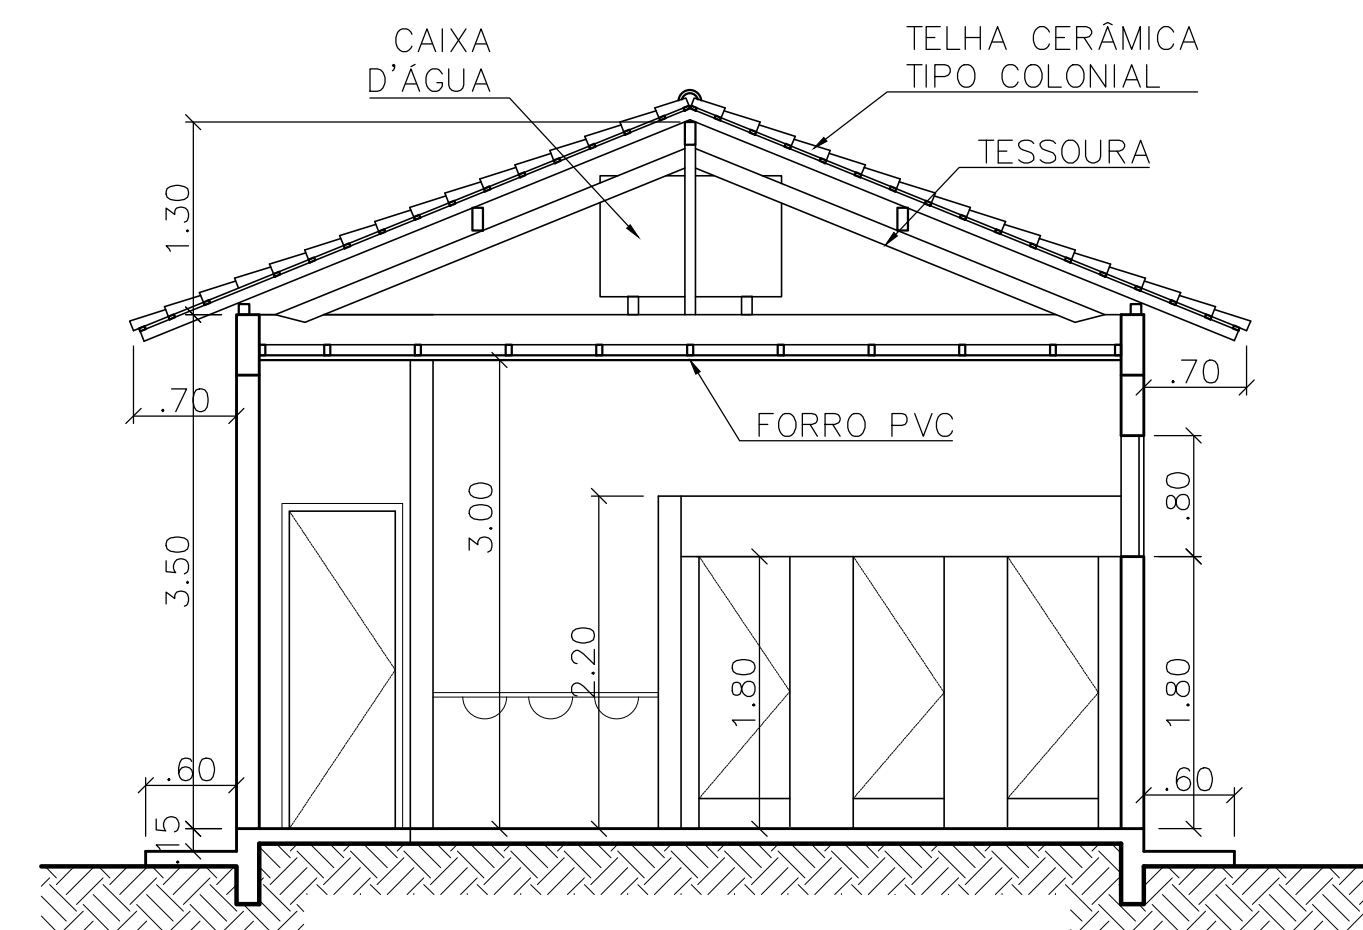 CAIXA
D'ÁGUA
TELHA CERÂMICA
TIPO COLONIAL
TESSOURA
1.30
.70
.70
FORRO PVC
3.00
.80
3.50
2.20
1.80
1.80
.60
.60
.15